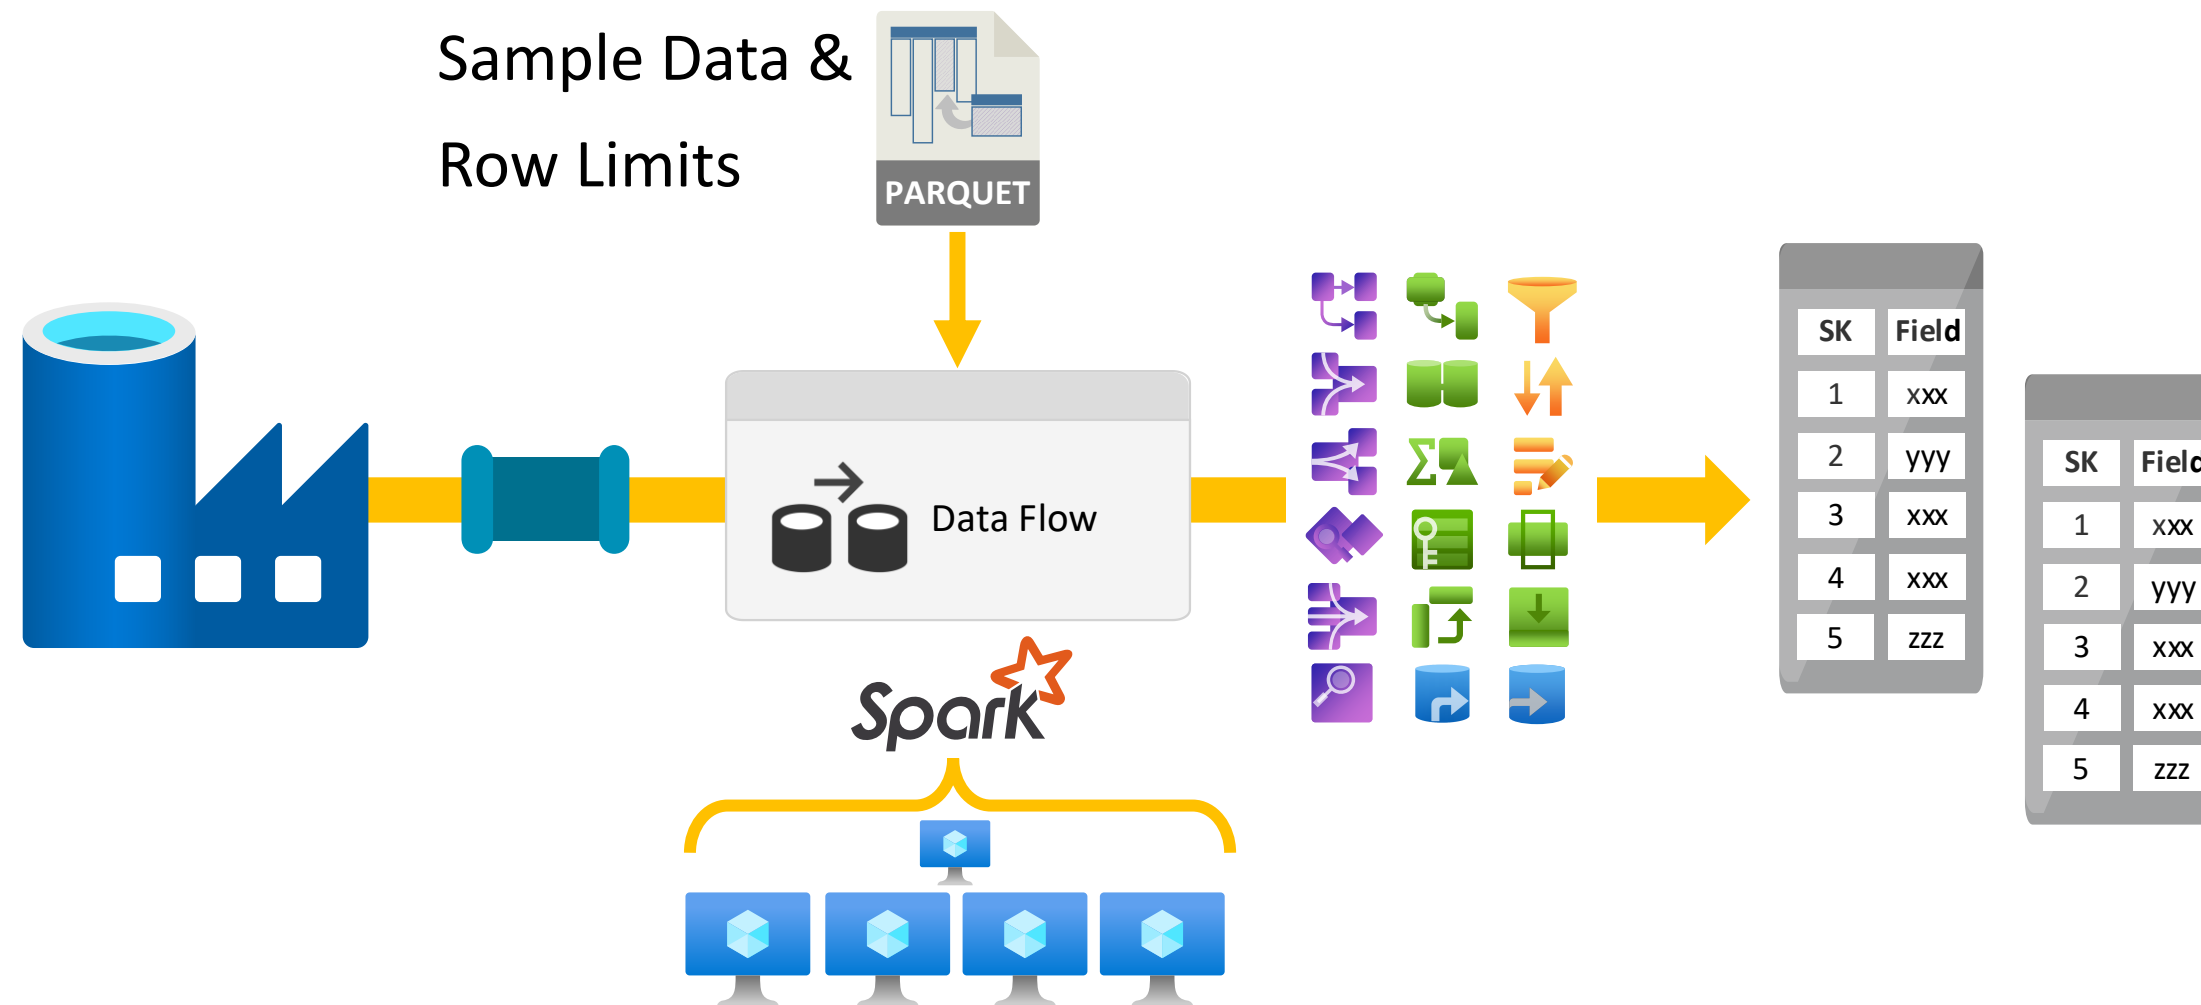 Sample Data &
Row Limits
PARQUET
Data Flow
Spark
SK Field
1 xxx
2 yyy
3 xxx
4 xxx
5 zzz
SK Field
1 xxx
2 yyy
3 xxx
4 xxx
5 zzz